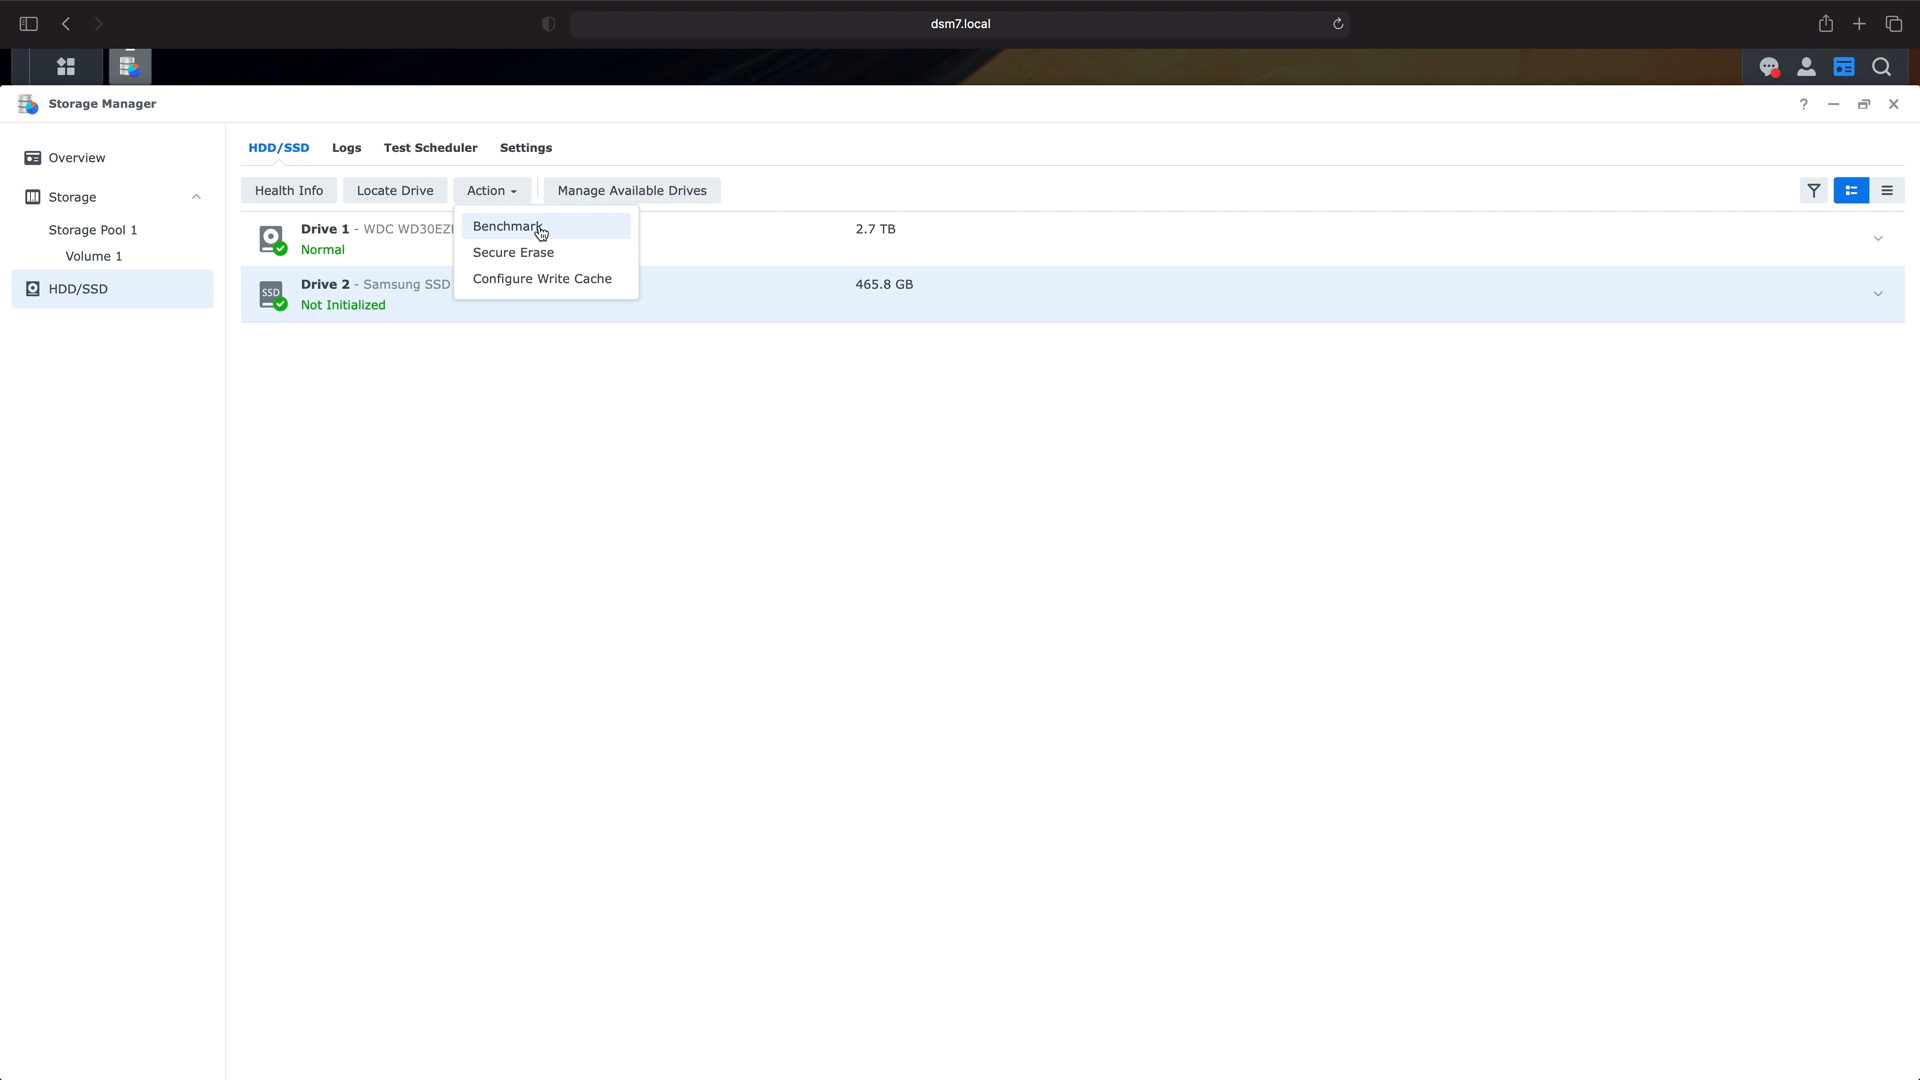 dsm7.local
Storage Manager
?
Overview
Storage
Storage Pool 1
Volume 1
HDD/SSD
HDD/SSD Logs Test Scheduler Settings
Health Info Locate Drive Action Manage Available Drives
Benchmark
Secure Erase
Configure Write Cache
Drive 1 - WDC WD30EZ 2.7 TB
Normal
SSD
Drive 2 - Samsung SSD 465.8 GB
Not Initialized